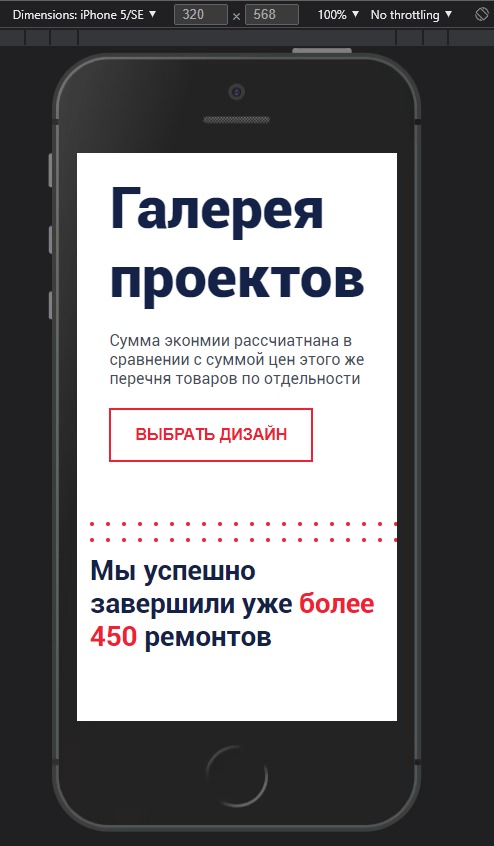 Dimensions: iPhone 5/SE ▼ 320 × 568 100% ▼ No throttling ▼
Галерея
проектов
Сумма эконмии рассчиатнана в
сравнении с суммой цен этого же
перечня товаров по отдельности
ВЫБРАТЬ ДИЗАЙН
Мы успешно
завершили уже более
450 ремонтов